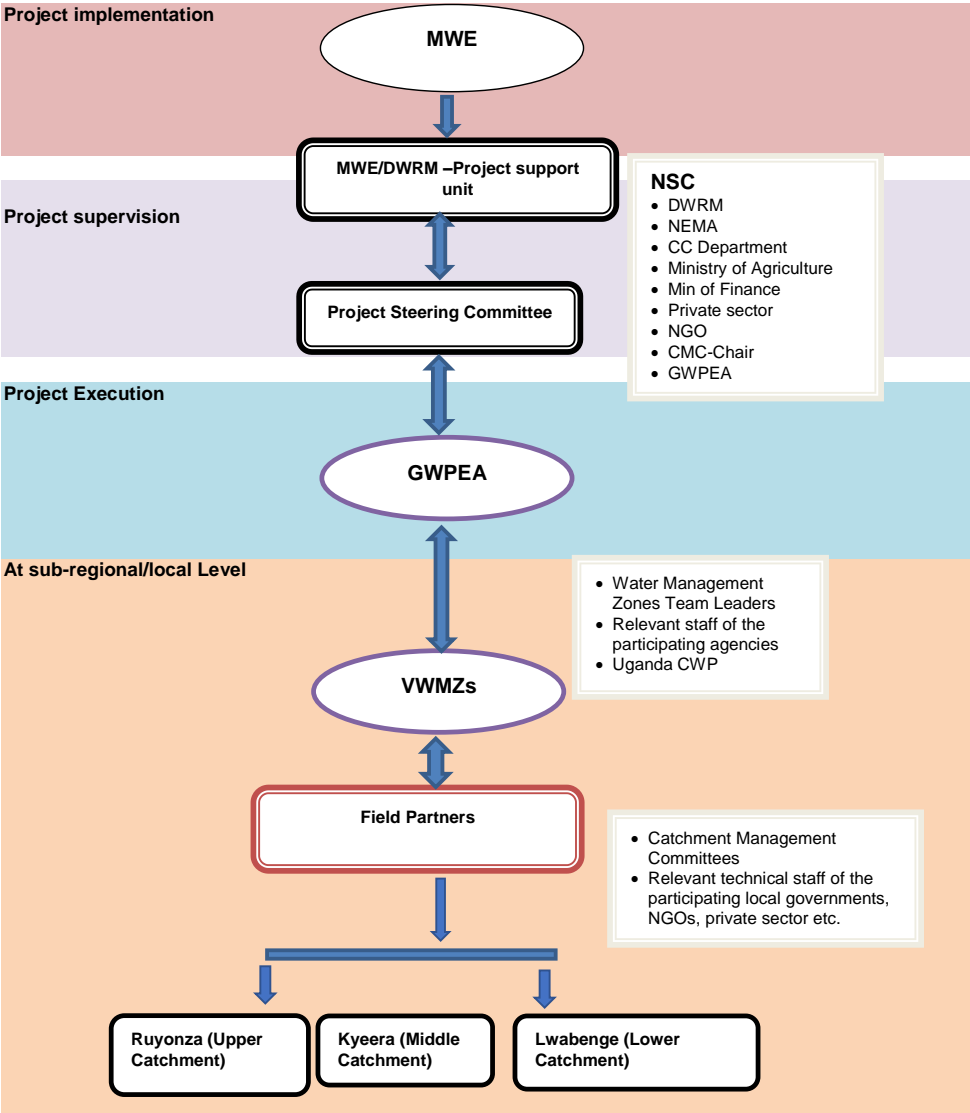 Project implementation
MWE
MWE/DWRM –Project support
unit
NSC
• DWRM
• NEMA
• CC Department
• Ministry of Agriculture
• Min of Finance
• Private sector
• NGO
• CMC-Chair
• GWPEA
Project supervision
Project Steering Committee
Project Execution
GWPEA
At sub-regional/local Level
• Water Management
Zones Team Leaders
• Relevant staff of the
participating agencies
• Uganda CWP
VWMZs
Field Partners
• Catchment Management
Committees
• Relevant technical staff of the
participating local governments,
NGOs, private sector etc.
Ruyonza (Upper
Catchment)
Kyeera (Middle
Catchment)
Lwabenge (Lower
Catchment)